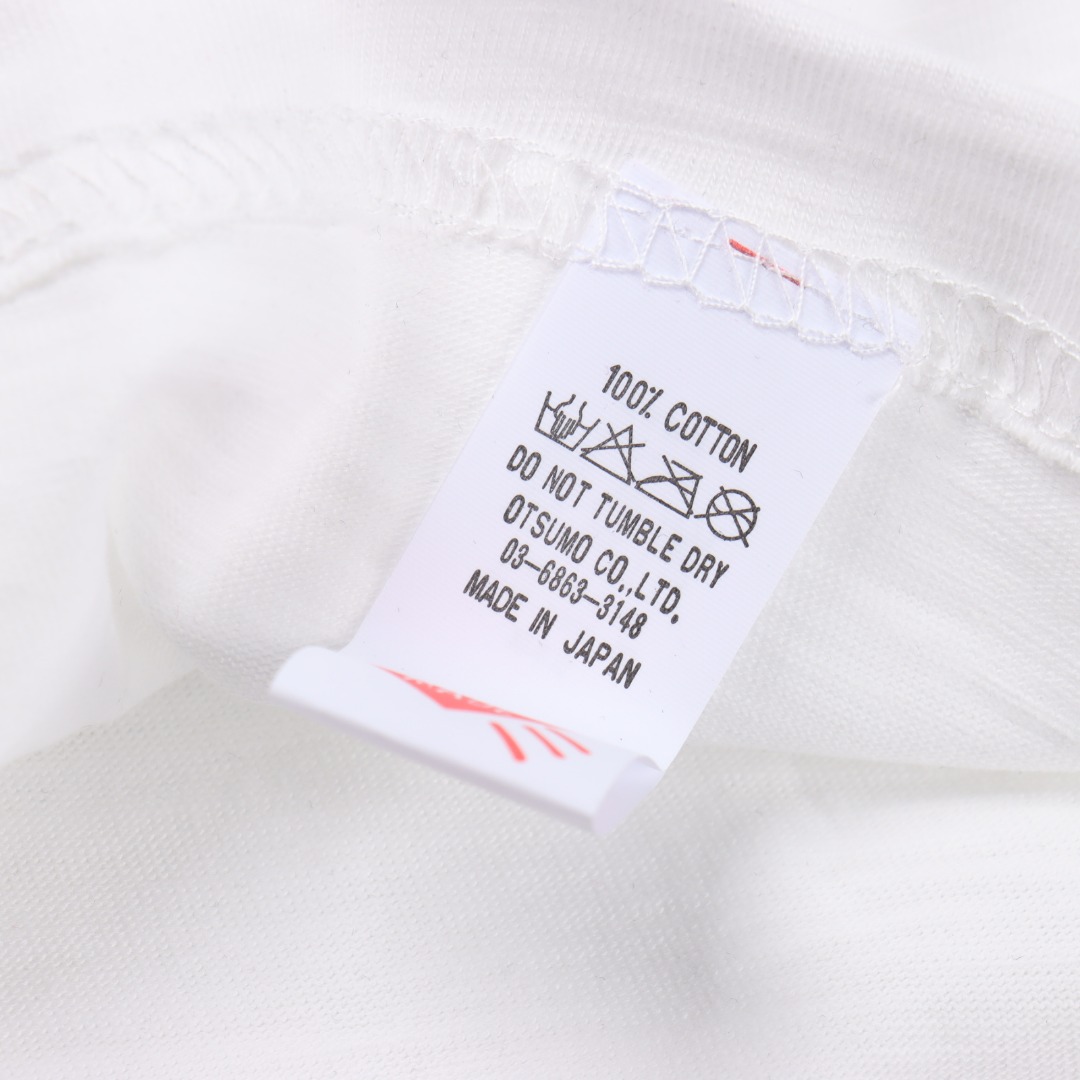 100% COTTON
DO NOT TUMBLE DRY
OTSUMO CO.,LTD.
03-6863-3148
MADE IN JAPAN